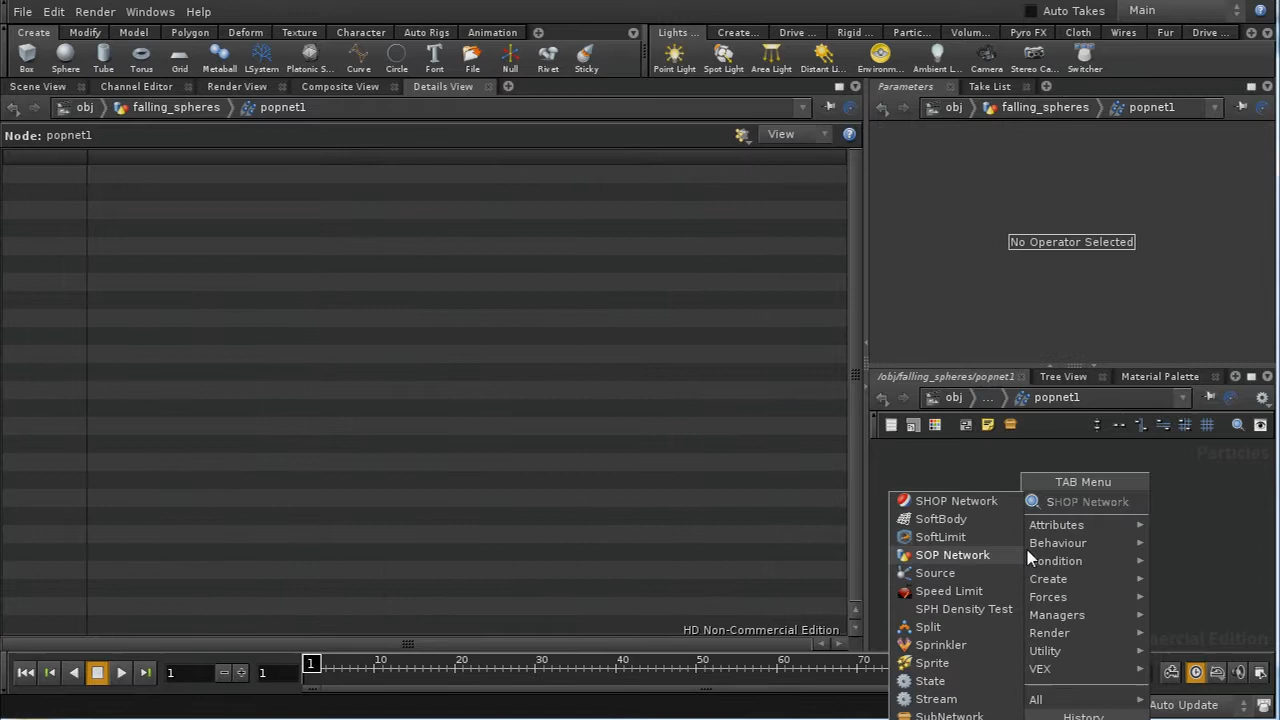 File Edit Render Windows Help Auto Takes Main
Create Modify Model Polygon Deform Texture Character Auto Rigs Animation Lights ... Create... Drive ... Rigid ... Partic... Volum... Pyro FX Cloth Wires Fur Drive ...
Box Sphere Tube Torus Grid Metaball LSystem Platonic S... Curve Circle Font File Null Rivet Sticky Point Light Spot Light Area Light Distant Li... Environm... Ambient L... Camera Stereo Ca... Switcher
Scene View Channel Editor Render View Composite View Details View Parameters Take List
obj falling_spheres popnet1 obj falling_spheres popnet1
Node: popnet1 View
No Operator Selected
/obj/falling_spheres/popnet1 Tree View Material Palette
obj ... popnet1
Particles
TAB Menu
SHOP Network SHOP Network
SoftBody Attributes
SoftLimit Behaviour
SOP Network ondition
Source Create
Speed Limit Forces
SPH Density Test Managers
Split Render
Sprinkler Utility
Sprite VEX
State
Stream All
SubNetwork History
HD Non-Commercial Edition ercial Edition
1 1 1 10 20 30 40 50 60 70
Auto Update